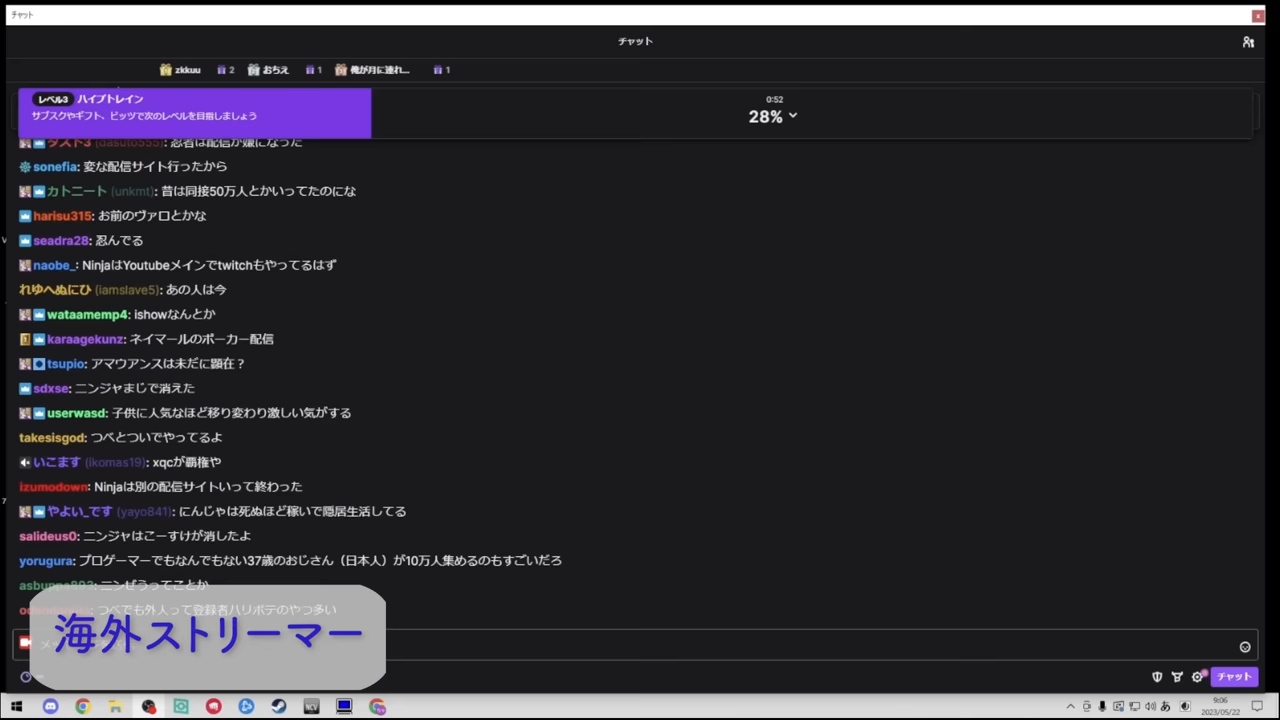 チャット
チャット
zkkuu 2 おちえ 1 俺が月に連れ... 1
レベル3 ハイプトレイン
サブスクやギフト、ビッツで次のレベルを目指しましょう
0:52
28%
ダスト3 (dasuto555): 忍者は配信が嫌になった
sonefia: 変な配信サイト行ったから
カトニート (unkmt): 昔は同接50万人とかいってたのにな
harisu315: お前のヴァロとかな
seadra28: 忍んでる
naobe_: NinjaはYoutubeメインでtwitchもやってるはず
れゆへぬにひ (iamslave5): あの人は今
wataamemp4: ishowなんとか
karaagekunz: ネイマールのポーカー配信
tsupio: アマウアンスは未だに顕在？
sdxse: ニンジャまじで消えた
userwasd: 子供に人気なほど移り変わり激しい気がする
takesisgod: つべとついでやってるよ
いこます (ikomas19): xqcが覇権や
izumodown: Ninjaは別の配信サイトいって終わった
やよい_です (yayo841): にんじゃは死ぬほど稼いで隠居生活してる
salideus0: ニンジャはこーすけが消したよ
yorugura: プロゲーマーでもなんでもない37歳のおじさん（日本人）が10万人集めるのもすごいだろ
ニンぜうってことか
つべでも外人って登録者ハリボテのやつ多い
海外ストリーマー
チャット
NCV
あ
9:06
2023/05/22